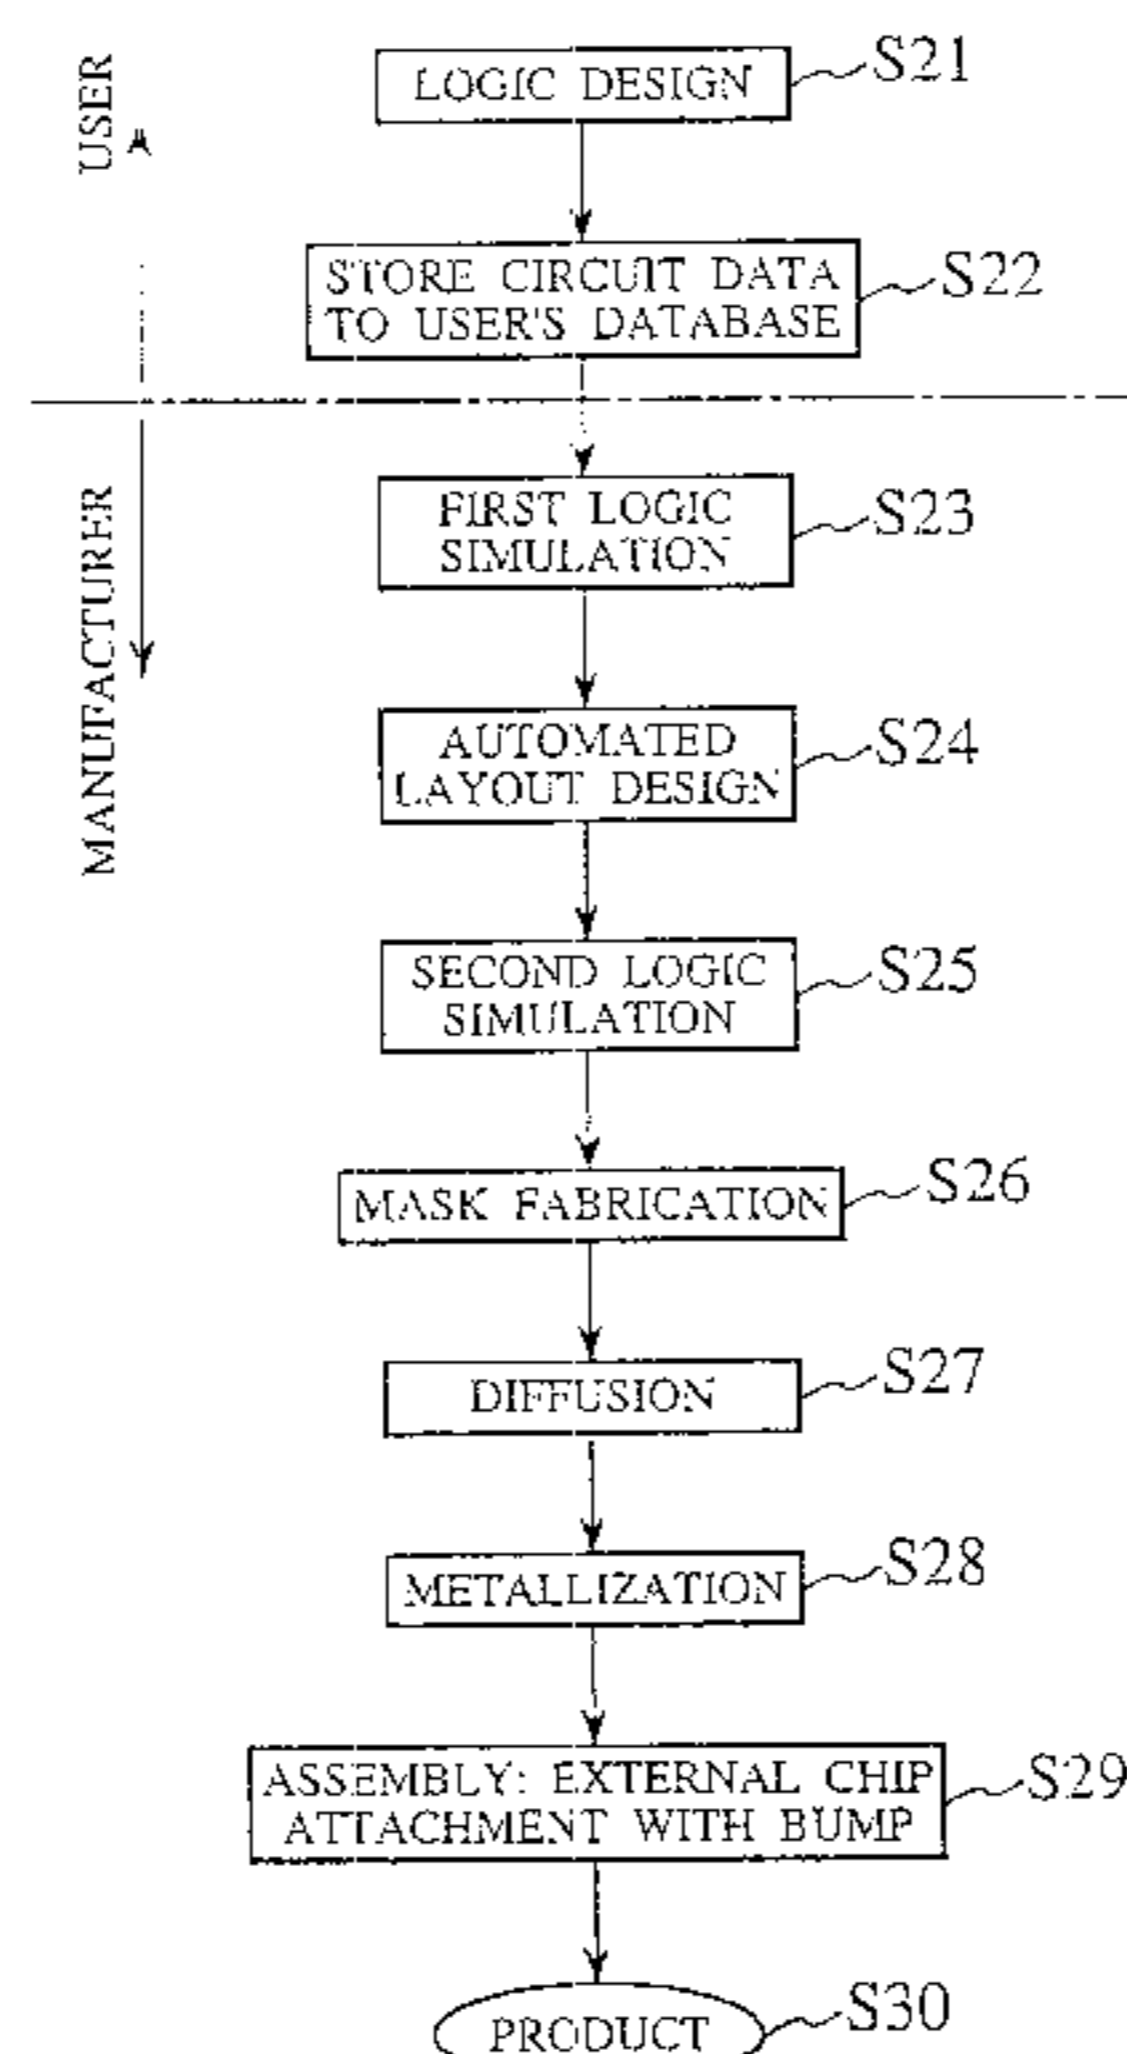 USER
LOGIC DESIGN
S21
STORE CIRCUIT DATA
TO USER'S DATABASE
S22
MANUFACTURER
FIRST LOGIC
SIMULATION
S23
AUTOMATED
LAYOUT DESIGN
S24
SECOND LOGIC
SIMULATION
S25
MASK FABRICATION
S26
DIFFUSION
S27
METALLIZATION
S28
ASSEMBLY: EXTERNAL CHIP
ATTACHMENT WITH BUMP
S29
PRODUCT
S30